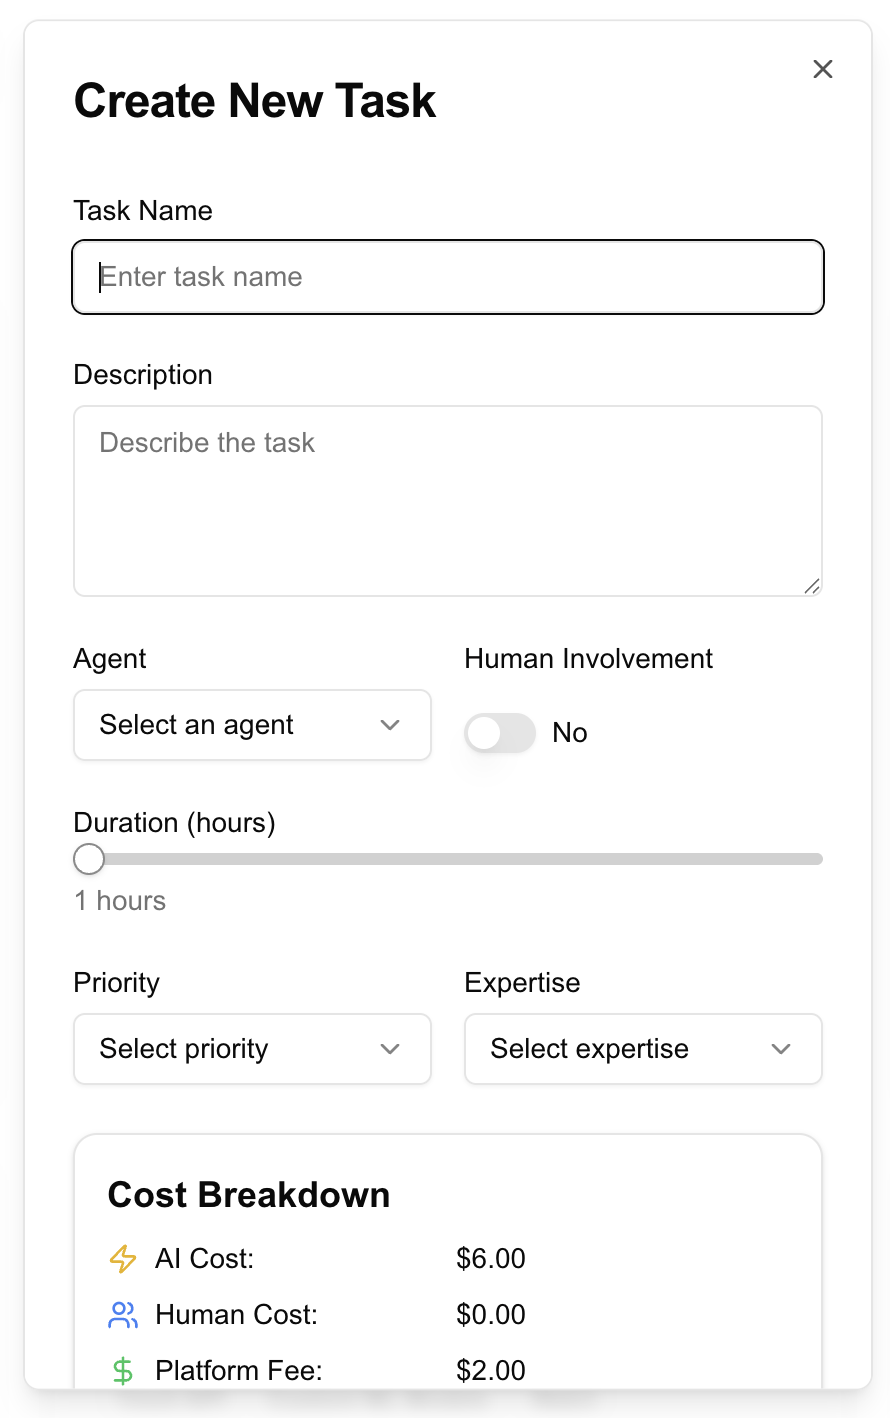 Create New Task
Task Name
Enter task name
Description
Describe the task
Agent
Human Involvement
Select an agent
No
Duration (hours)
1 hours
Priority
Expertise
Select priority
Select expertise
Cost Breakdown
AI Cost: $6.00
Human Cost: $0.00
Platform Fee: $2.00